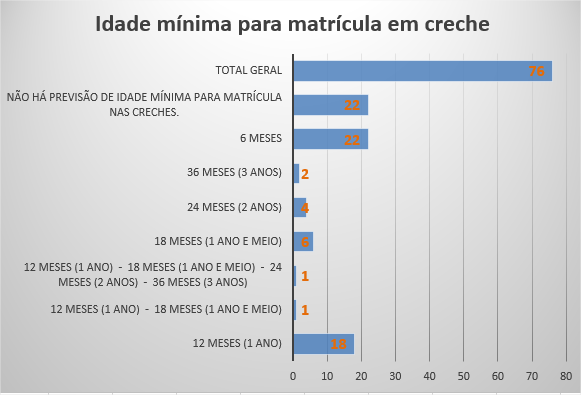 Idade mínima para matrícula em creche
TOTAL GERAL
76
NÃO HÁ PREVISÃO DE IDADE MÍNIMA PARA MATRÍCULA
NAS CRECHES.
22
6 MESES
22
36 MESES (3 ANOS)
2
24 MESES (2 ANOS)
4
18 MESES (1 ANO E MEIO)
6
12 MESES (1 ANO) - 18 MESES (1 ANO E MEIO) - 24
MESES (2 ANOS) - 36 MESES (3 ANOS)
1
12 MESES (1 ANO) - 18 MESES (1 ANO E MEIO)
1
12 MESES (1 ANO)
18
0 10 20 30 40 50 60 70 80